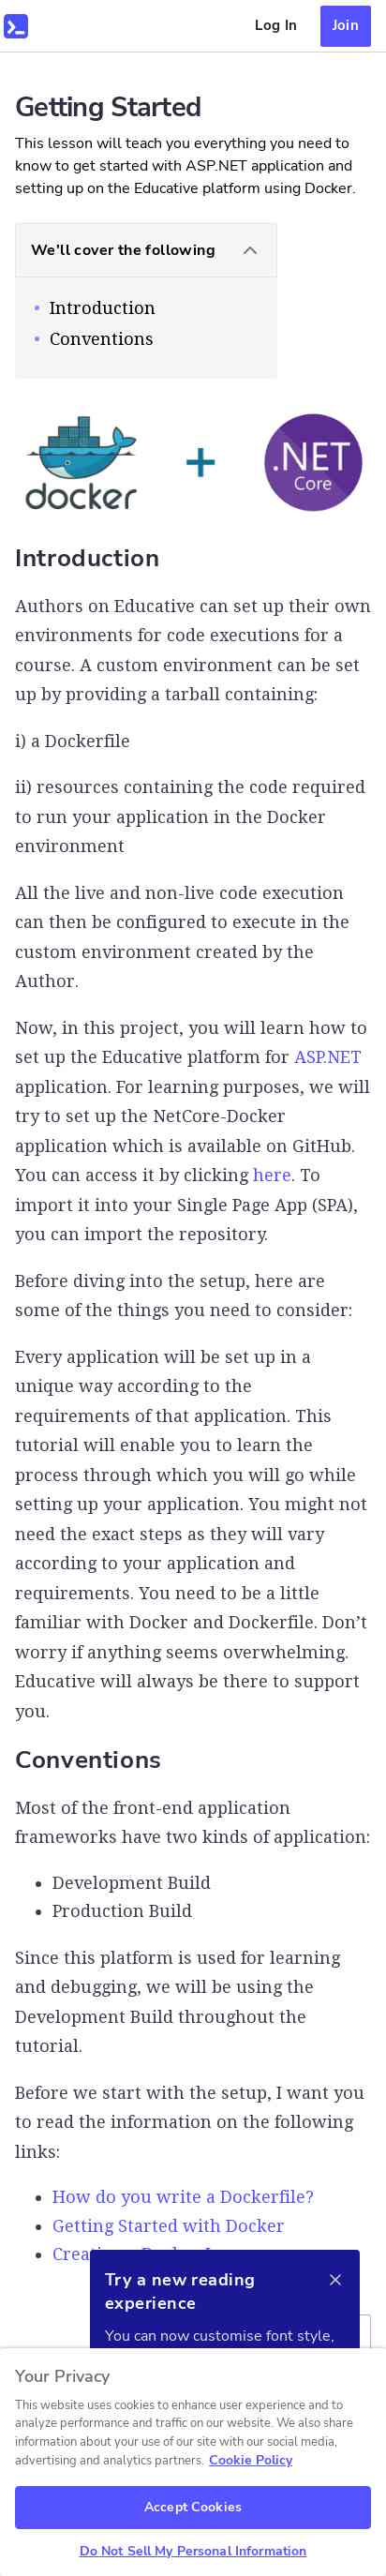 Log In
Join
Getting Started
This lesson will teach you everything you need to
know to get started with ASP.NET application and
setting up on the Educative platform using Docker.
We'll cover the following
Introduction
Conventions
docker
.NET
Core
Introduction
Authors on Educative can set up their own
environments for code executions for a
course. A custom environment can be set
up by providing a tarball containing:
i) a Dockerfile
ii) resources containing the code required
to run your application in the Docker
environment
All the live and non-live code execution
can then be configured to execute in the
custom environment created by the
Author.
Now, in this project, you will learn how to
set up the Educative platform for ASP.NET
application. For learning purposes, we will
try to set up the NetCore-Docker
application which is available on GitHub.
You can access it by clicking here. To
import it into your Single Page App (SPA),
you can import the repository.
Before diving into the setup, here are
some of the things you need to consider:
Every application will be set up in a
unique way according to the
requirements of that application. This
tutorial will enable you to learn the
process through which you will go while
setting up your application. You might not
need the exact steps as they will vary
according to your application and
requirements. You need to be a little
familiar with Docker and Dockerfile. Don't
worry if anything seems overwhelming.
Educative will always be there to support
you.
Conventions
Most of the front-end application
frameworks have two kinds of application:
Development Build
Production Build
Since this platform is used for learning
and debugging, we will be using the
Development Build throughout the
tutorial.
Before we start with the setup, I want you
to read the information on the following
links:
How do you write a Dockerfile?
Getting Started with Docker
Try a new reading
experience
You can now customise font style,
Your Privacy
This website uses cookies to enhance user experience and to
analyze performance and traffic on our website. We also share
information about your use of our site with our social media,
advertising and analytics partners. Cookie Policy
Accept Cookies
Do Not Sell My Personal Information